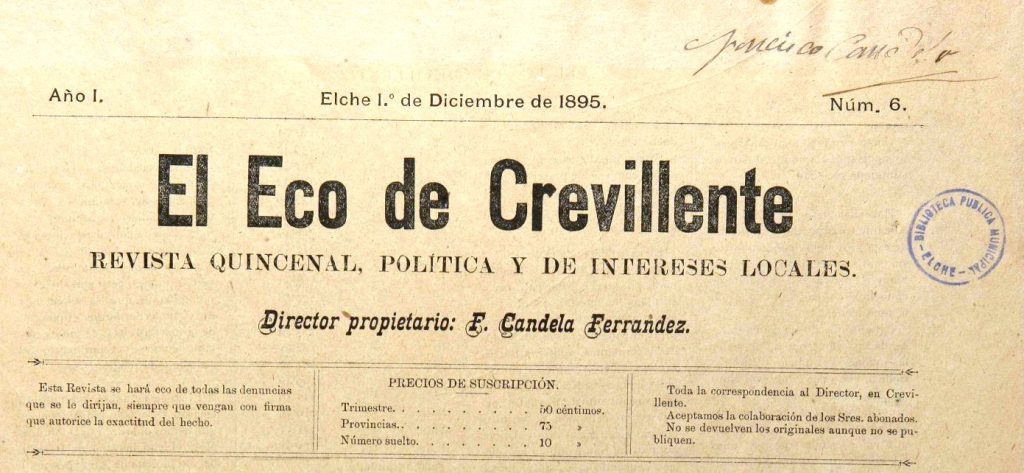 Francisco Candela
Año I.
Elche 1.º de Diciembre de 1895.
Núm. 6.
El Eco de Crevillente
REVISTA QUINCENAL, POLÍTICA Y DE INTERESES LOCALES.
Director propietario: F. Candela Ferrandez.
BIBLIOTECA PUBLICA MUNICIPAL
- ELCHE -
Esta Revista se hará eco de todas las denuncias
que se le dirijan, siempre que vengan con firma
que autorice la exactitud del hecho.
PRECIOS DE SUSCRIPCIÓN.
Trimestre. . . . . . . . . . 50 céntimos.
Provincias. . . . . . . . . . 75 »
Número suelto. . . . . . . . 10 »
Toda la correspondencia al Director, en Crevi-
llente.
Aceptamos la colaboración de los Sres. abonados.
No se devuelven los originales aunque no se pu-
bliquen.